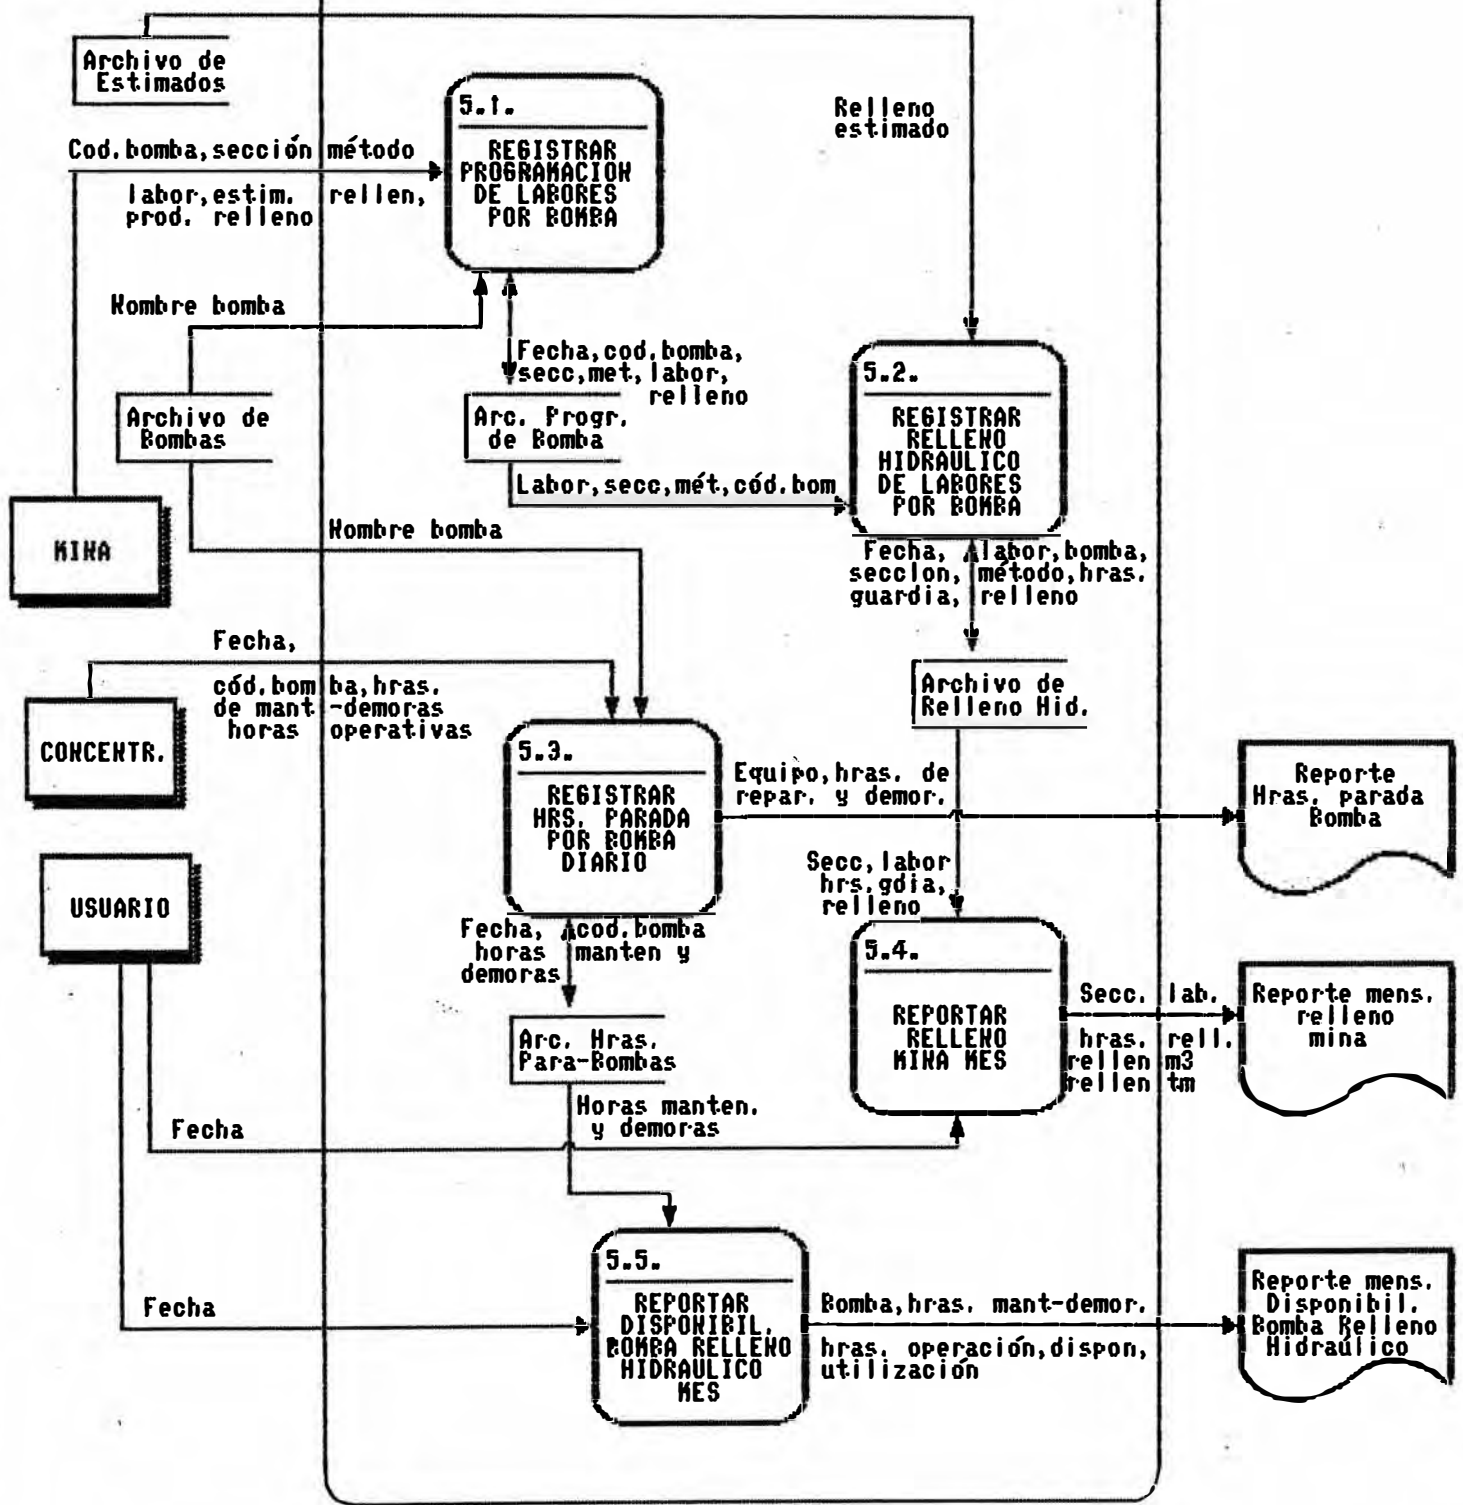 Archivo de
Estimados
5.1.
REGISTRAR
PROGRAMACION
DE LABORES
POR BOMBA
Relleno
estimado
Cod. bomba, sección método
labor, estim. rellen,
prod. relleno
Nombre bomba
Fecha, cod. bomba,
secc, met, labor,
relleno
Archivo de
Bombas
Arc. Progr.
de Bomba
5.2.
REGISTRAR
RELLENO
HIDRAULICO
DE LABORES
POR BOMBA
Labor, secc, mét, cód. bom
MINA
Nombre bomba
Fecha, labor, bomba,
seccion, método, hras.
guardia, relleno
Fecha,
cód. bomba, hras.
de mant-demoras
horas operativas
Archivo de
Relleno Hid.
CONCENTR.
5.3.
REGISTRAR
HRS. PARADA
POR BOMBA
DIARIO
Equipo, hras. de
repar. y demor.
Reporte
Hras. parada
Bomba
USUARIO
Secc, labor
hrs. gdia,
relleno
Fecha, cod. bomba
horas manten y
demoras
5.4.
REPORTAR
RELLENO
MINA MES
Secc. lab.
hras. rell.
rellen m3
rellen tm
Reporte mens.
relleno
mina
Arc. Hras.
Para-Bombas
Horas manten.
y demoras
Fecha
5.5.
REPORTAR
DISPONIBIL.
BOMBA RELLENO
HIDRAULICO
MES
Fecha
Bomba, hras. mant-demor.
hras. operación, dispon,
utilización
Reporte mens.
Disponibil.
Bomba Relleno
Hidraúlico